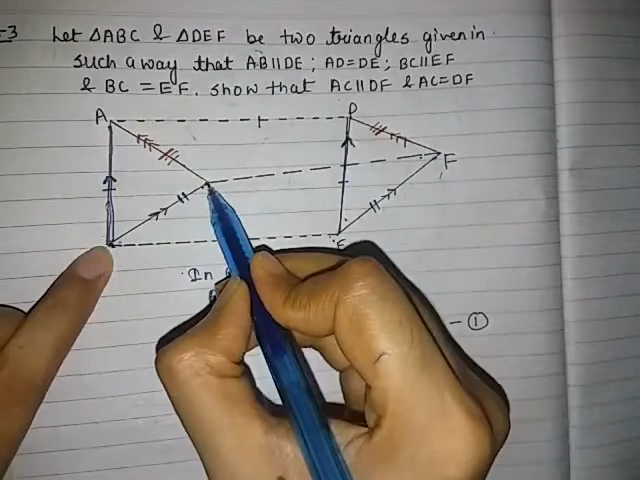 -3 Let ΔABC & ΔDEF be two triangles given in
such a way that AB||DE; AD=DE; BC||EF
& BC = EF. show that AC||DF & AC=DF
A
D
F
E
In
- ①